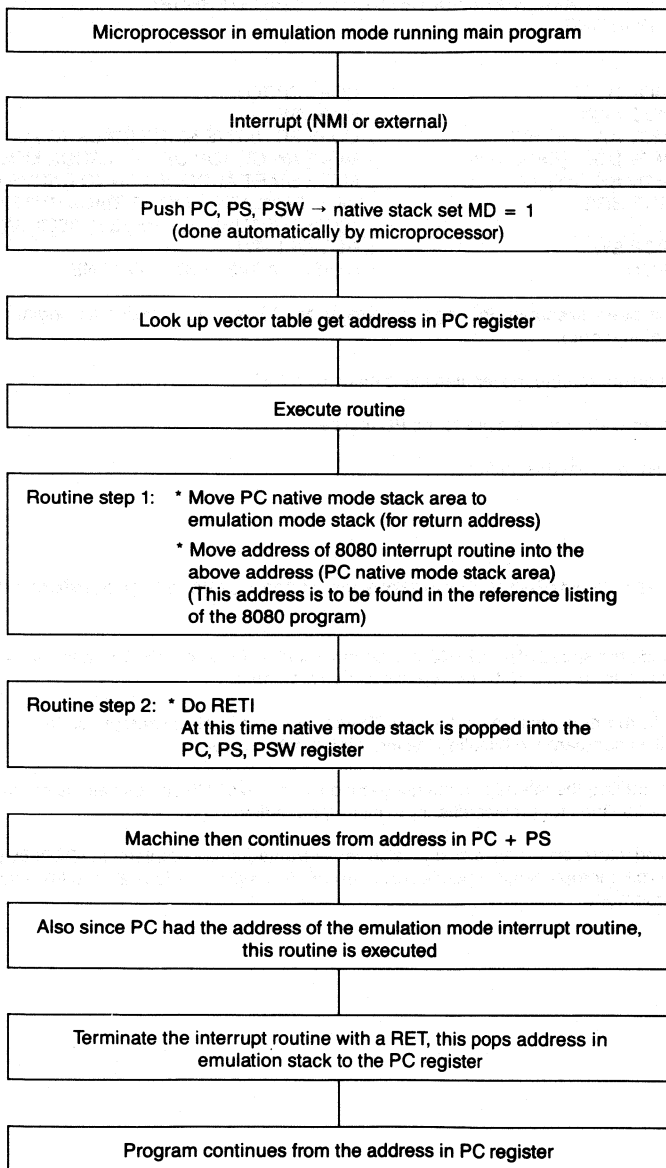 Microprocessor in emulation mode running main program
Interrupt (NMI or external)
Push PC, PS, PSW → native stack set MD = 1
(done automatically by microprocessor)
Look up vector table get address in PC register
Execute routine
Routine step 1: * Move PC native mode stack area to
emulation mode stack (for return address)
* Move address of 8080 interrupt routine into the
above address (PC native mode stack area)
(This address is to be found in the reference listing
of the 8080 program)
Routine step 2: * Do RETI
At this time native mode stack is popped into the
PC, PS, PSW register
Machine then continues from address in PC + PS
Also since PC had the address of the emulation mode interrupt routine,
this routine is executed
Terminate the interrupt routine with a RET, this pops address in
emulation stack to the PC register
Program continues from the address in PC register